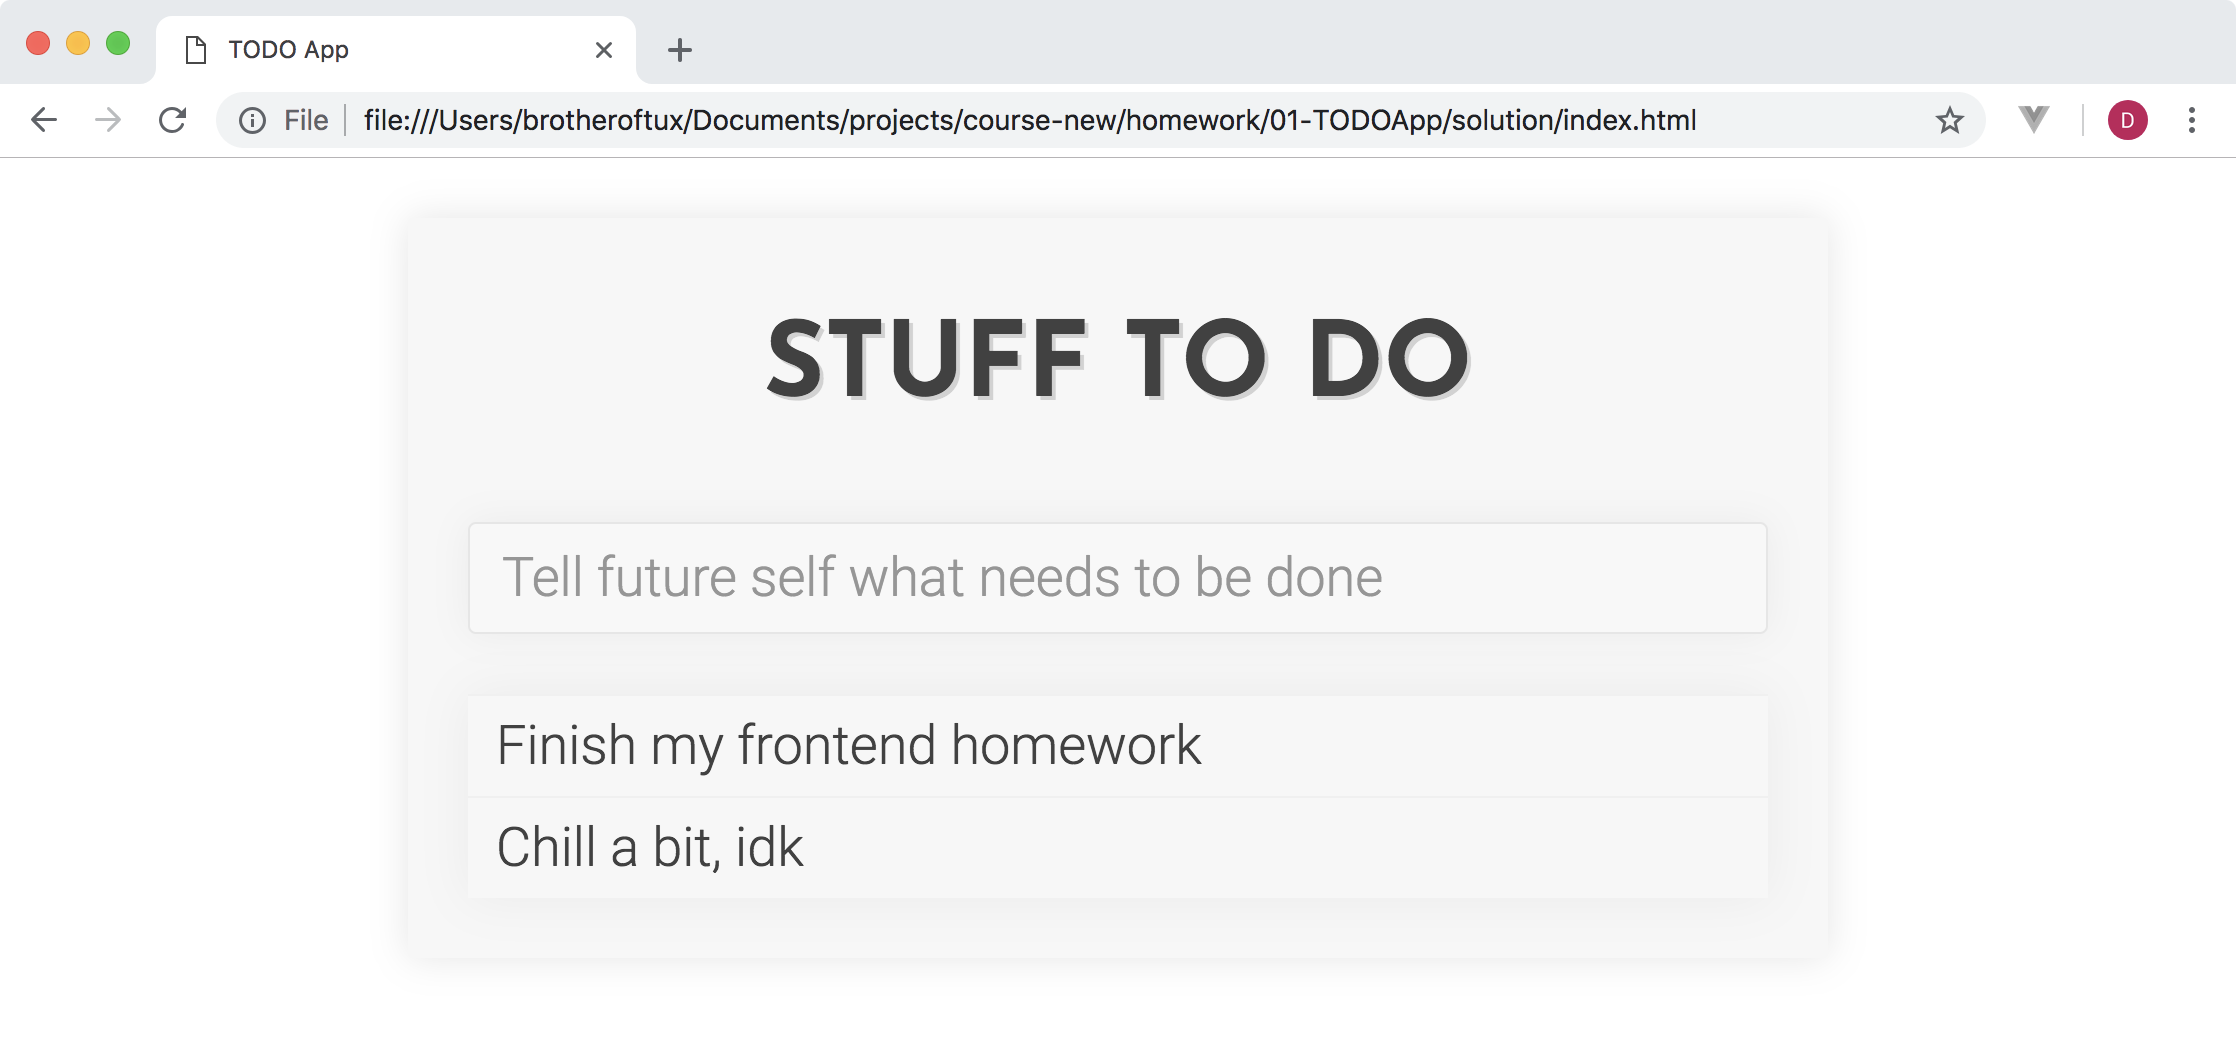 TODO App
File
file:///Users/brotheroftux/Documents/projects/course-new/homework/01-TODOApp/solution/index.html
D
STUFF TO DO
Tell future self what needs to be done
Finish my frontend homework
Chill a bit, idk